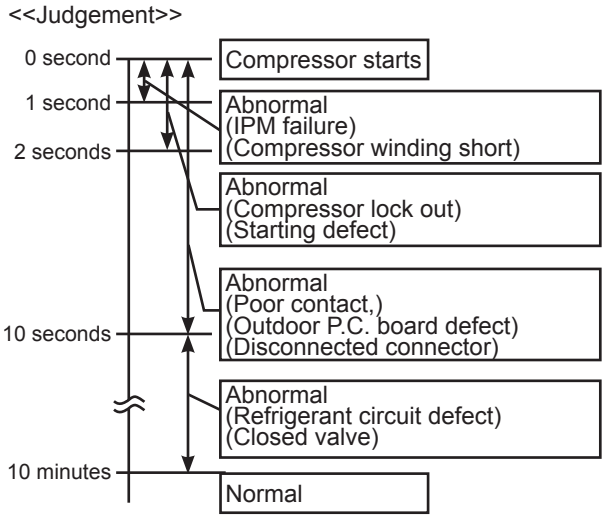 <<Judgement>>
0 second
Compressor starts
1 second
Abnormal
(IPM failure)
(Compressor winding short)
2 seconds
Abnormal
(Compressor lock out)
(Starting defect)
Abnormal
(Poor contact,)
(Outdoor P.C. board defect)
(Disconnected connector)
10 seconds
Abnormal
(Refrigerant circuit defect)
(Closed valve)
10 minutes
Normal